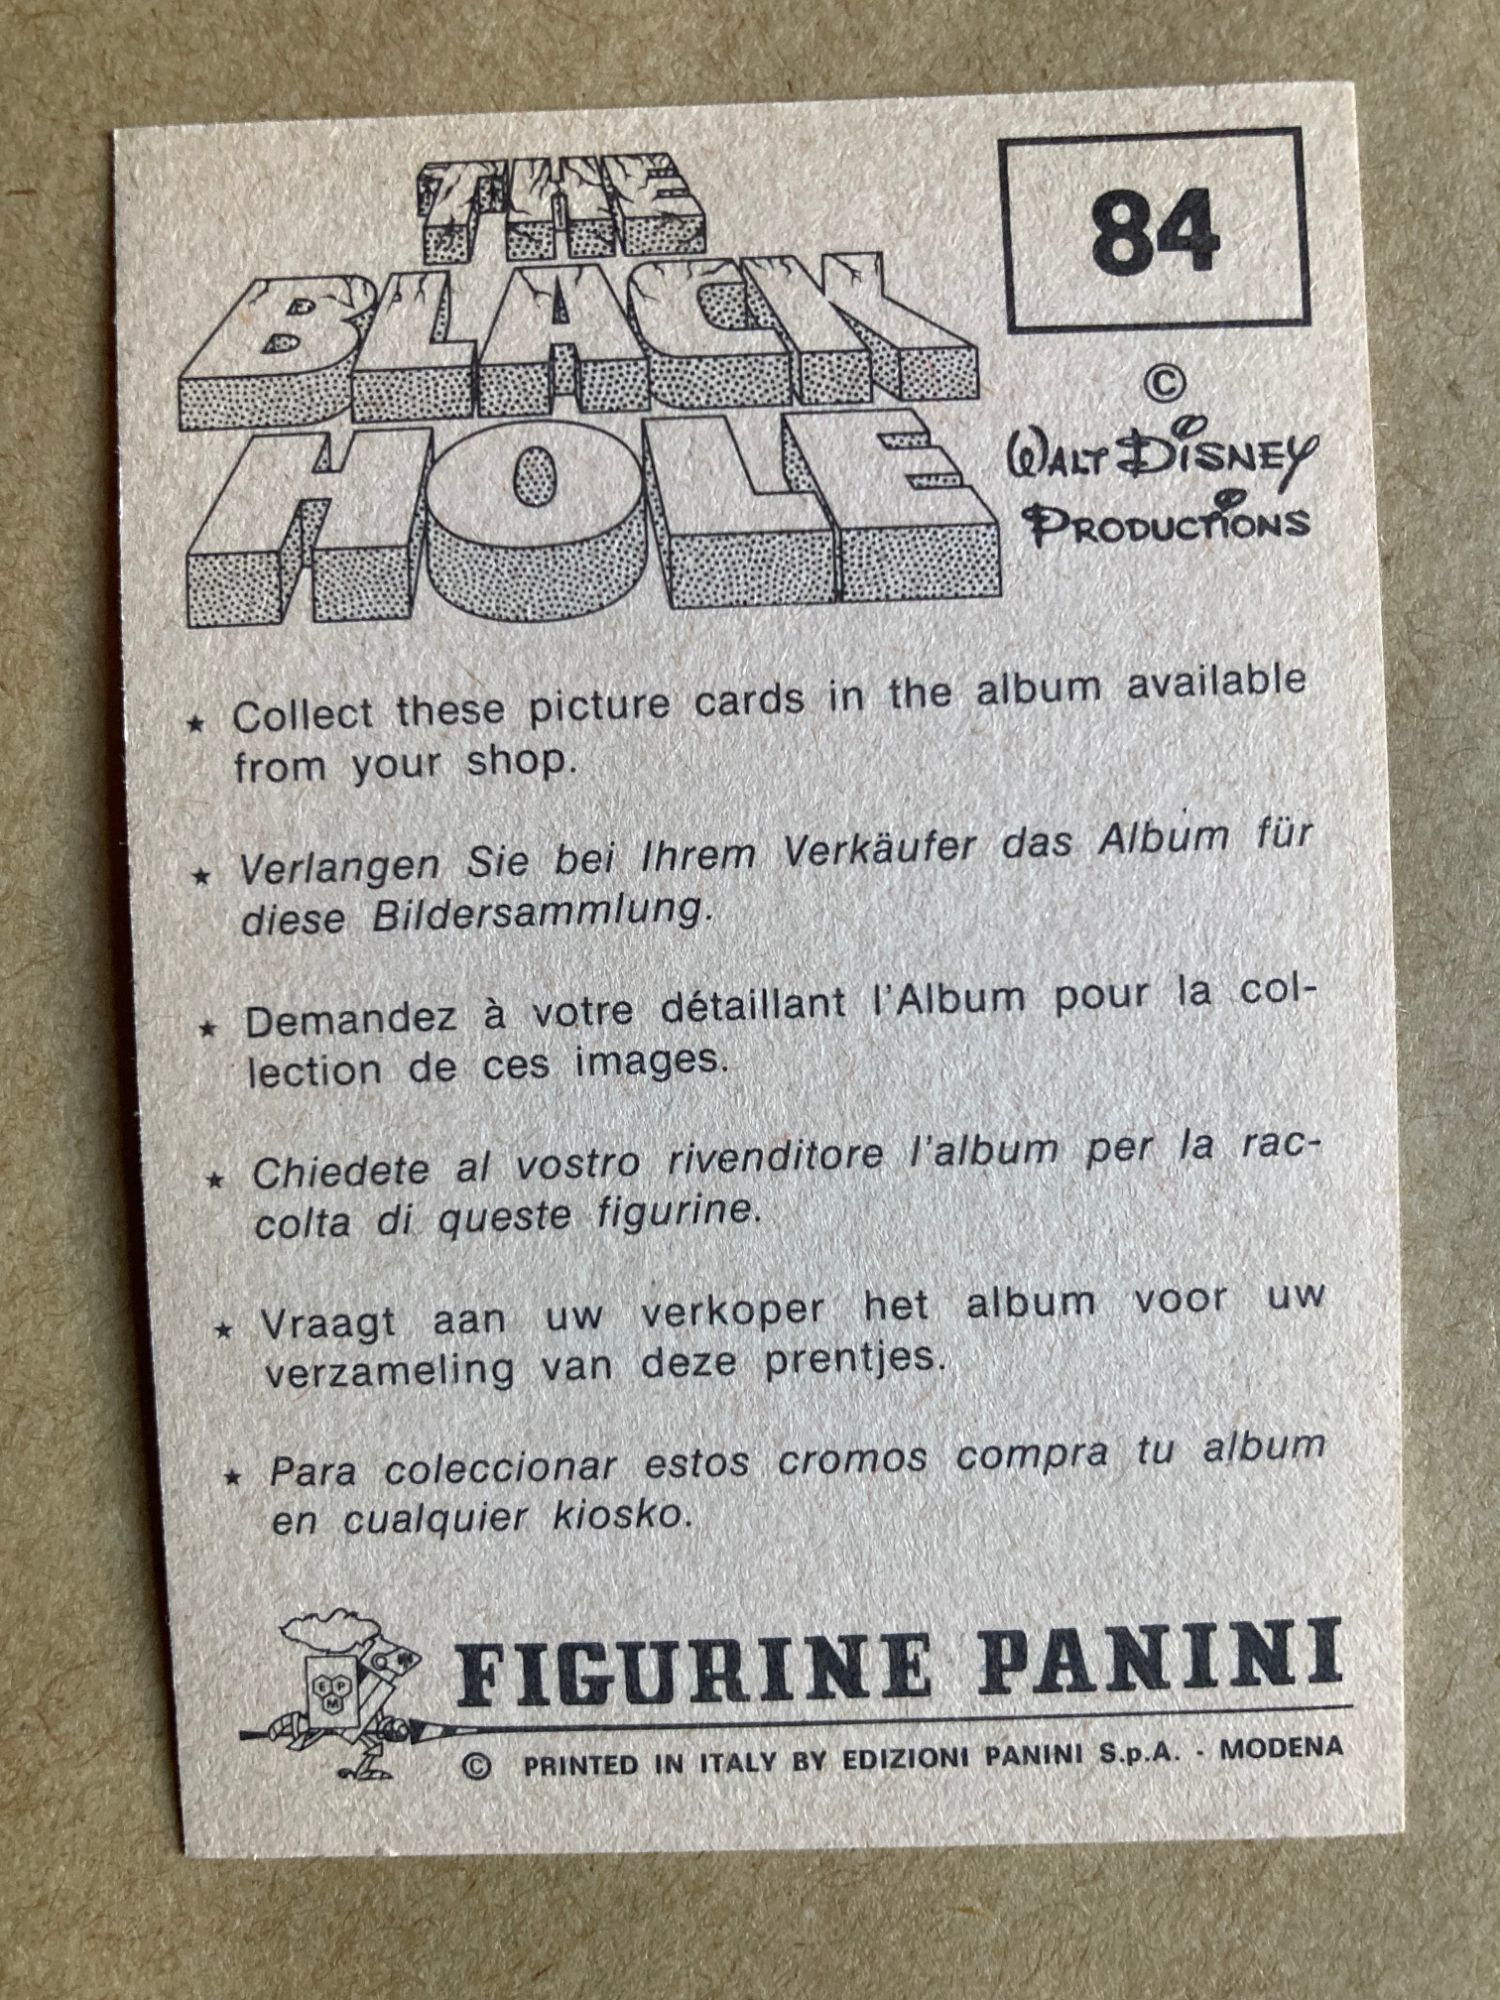 THE
BLACK
HOLE
84
©
WALT DISNEY
PRODUCTIONS
★ Collect these picture cards in the album available
from your shop.
★ Verlangen Sie bei Ihrem Verkäufer das Album für
diese Bildersammlung.
★ Demandez à votre détaillant l'Album pour la col-
lection de ces images.
★ Chiedete al vostro rivenditore l'album per la rac-
colta di queste figurine.
★ Vraagt aan uw verkoper het album voor uw
verzameling van deze prentjes.
★ Para coleccionar estos cromos compra tu album
en cualquier kiosko.
E P
M
FIGURINE PANINI
© PRINTED IN ITALY BY EDIZIONI PANINI S.p.A. - MODENA